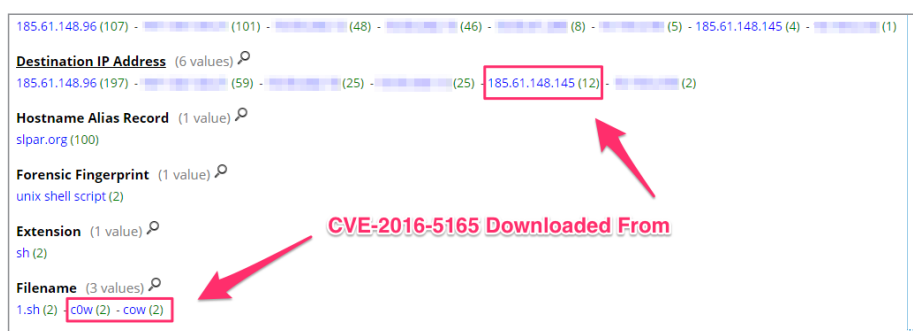 185.61.148.96 (107) - (101) - (48) - (46) - (8) - (5) - 185.61.148.145 (4) - (1)
Destination IP Address (6 values)
185.61.148.96 (197) - (59) - (25) - (25) - 185.61.148.145 (12) - (2)
Hostname Alias Record (1 value)
slpar.org (100)
Forensic Fingerprint (1 value)
unix shell script (2)
CVE-2016-5165 Downloaded From
Extension (1 value)
sh (2)
Filename (3 values)
1.sh (2) - c0w (2) - cow (2)